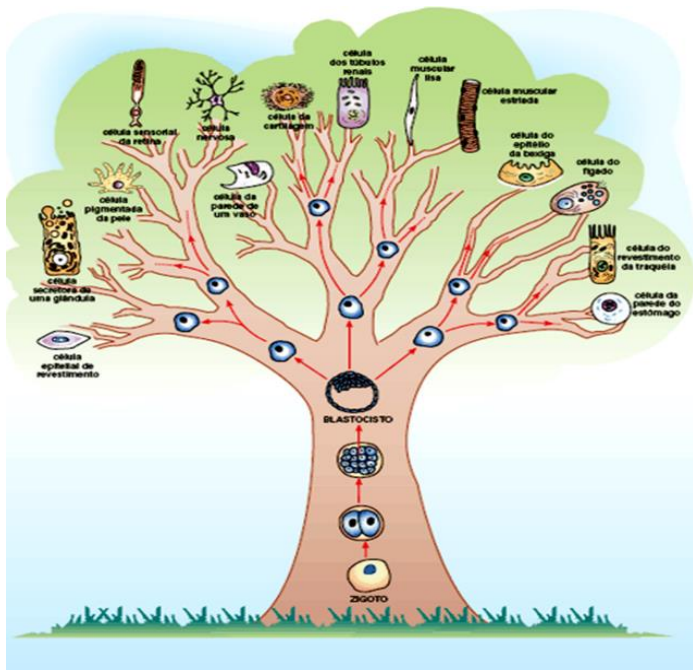 célula
dos túbulos
renais
célula
muscular
lisa
célula muscular
estriada
célula sensorial
da retina
célula
nervosa
célula da
cartilagem
célula do
epitélio
da bexiga
célula do
fígado
célula
pigmentada
da pele
célula
da parede de
um vaso
célula do
revestimento
da traquéia
célula
secretora de
uma glândula
célula da
parede do
estômago
célula
epitelial de
revestimento
BLASTOCISTO
ZIGOTO